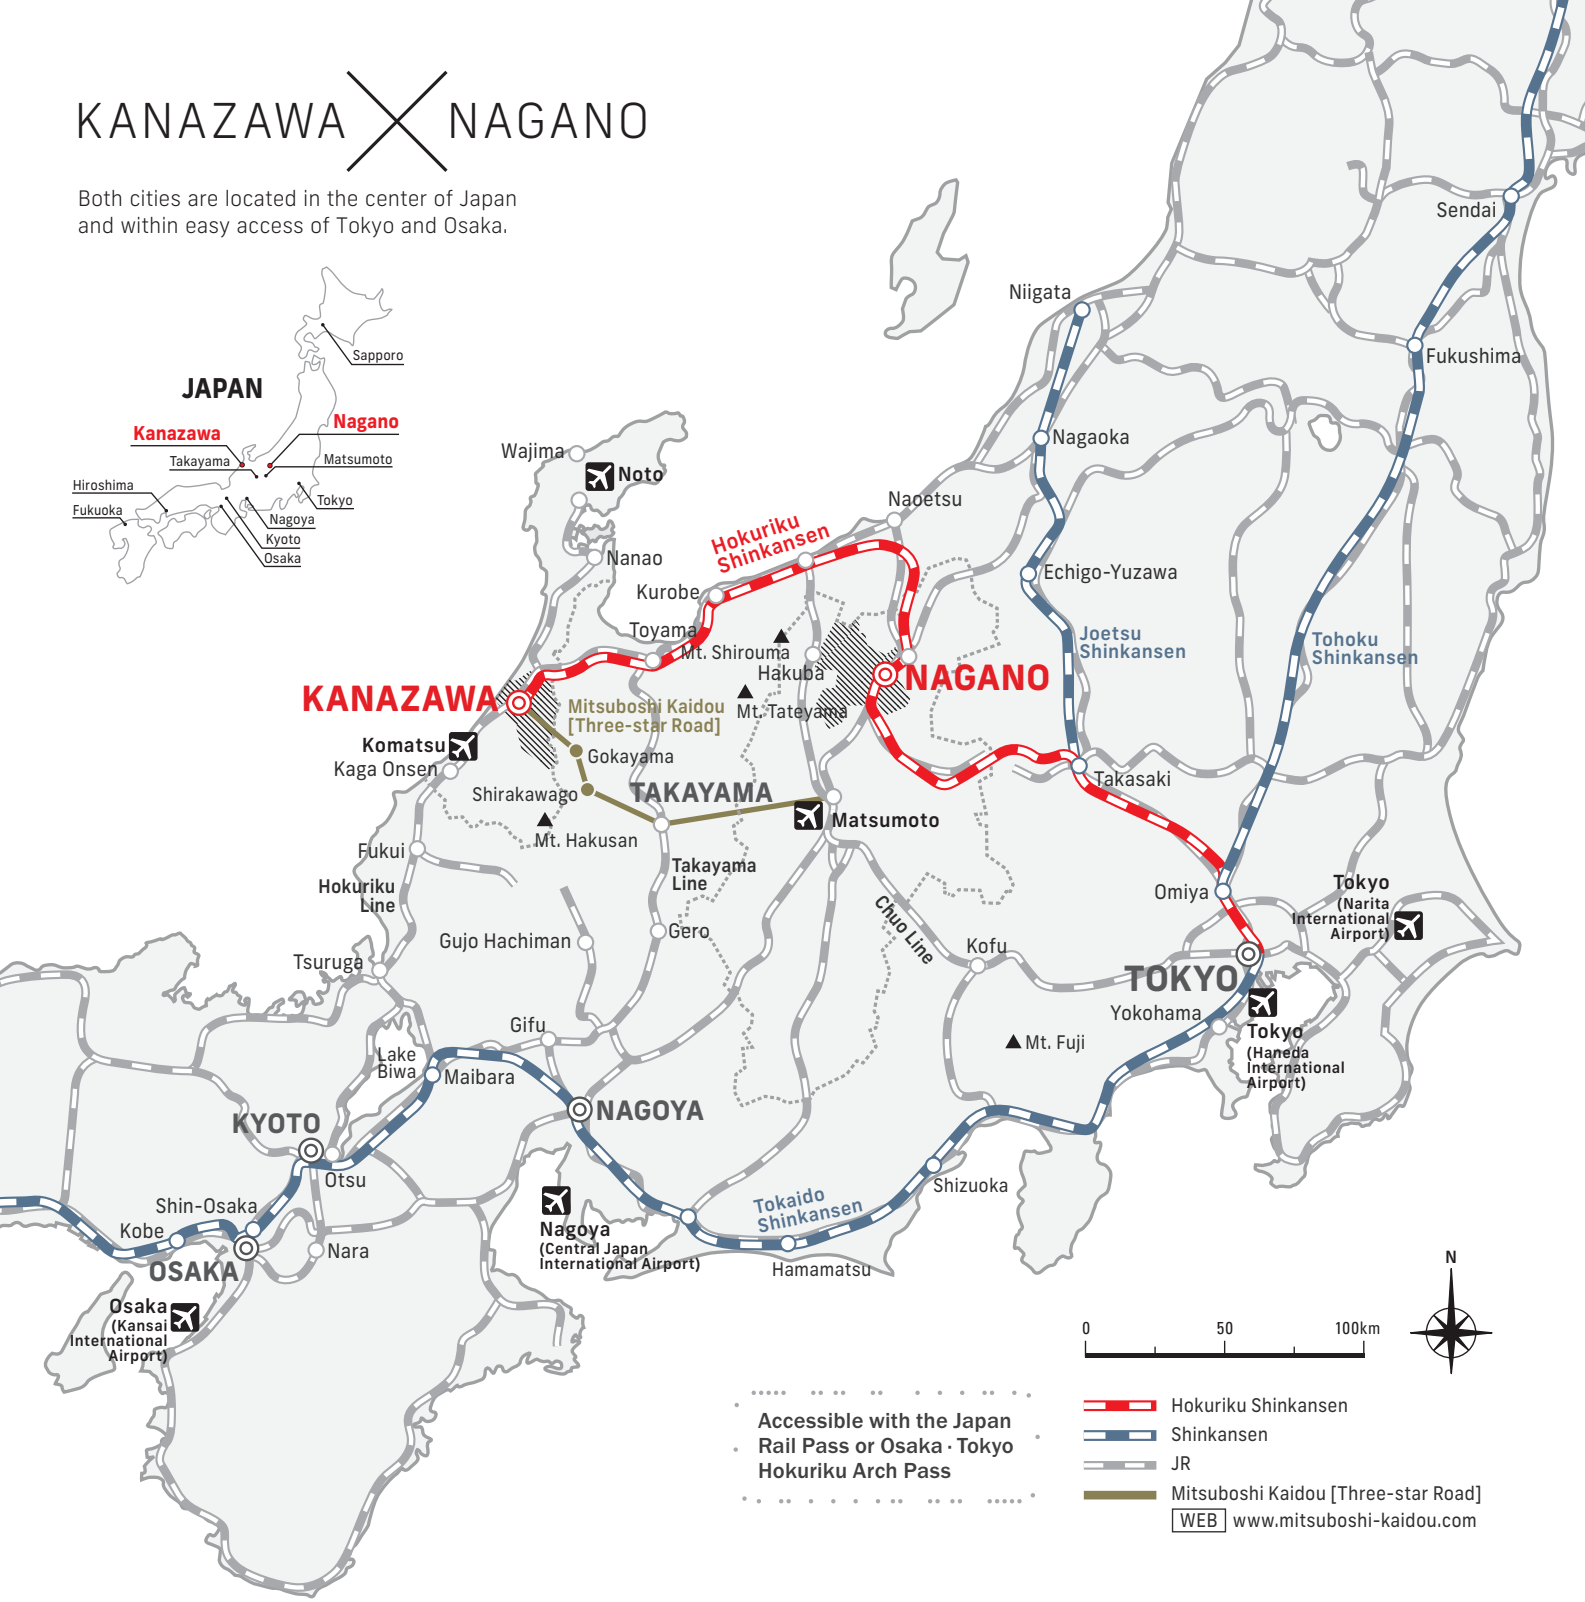 KANAZAWA NAGANO
Both cities are located in the center of Japan
and within easy access of Tokyo and Osaka.
JAPAN
Sapporo
Kanazawa
Nagano
Takayama
Matsumoto
Hiroshima
Fukuoka
Tokyo
Nagoya
Kyoto
Osaka
Sendai
Niigata
Fukushima
Nagaoka
Wajima
Noto
Naoetsu
Hokuriku
Shinkansen
Nanao
Kurobe
Echigo-Yuzawa
Toyama
Mt. Shirouma
Hakuba
Joetsu
Shinkansen
Tohoku
Shinkansen
NAGANO
KANAZAWA
Mitsuboshi Kaidou
[Three-star Road]
Mt. Tateyama
Komatsu
Kaga Onsen
Gokayama
Shirakawago
TAKAYAMA
Takasaki
Matsumoto
Mt. Hakusan
Fukui
Takayama
Line
Hokuriku
Line
Omiya
Tokyo
(Narita
International
Airport)
Chuo Line
Gujo Hachiman
Gero
Kofu
Tsuruga
TOKYO
Yokohama
Gifu
Tokyo
(Haneda
International
Airport)
Mt. Fuji
Lake
Biwa
Maibara
KYOTO
NAGOYA
Otsu
Shizuoka
Shin-Osaka
Kobe
Tokaido
Shinkansen
Nagoya
(Central Japan
International Airport)
Nara
OSAKA
Hamamatsu
Osaka
(Kansai
International
Airport)
N
0 50 100km
Accessible with the Japan
Rail Pass or Osaka · Tokyo
Hokuriku Arch Pass
Hokuriku Shinkansen
Shinkansen
JR
Mitsuboshi Kaidou [Three-star Road]
WEB www.mitsuboshi-kaidou.com